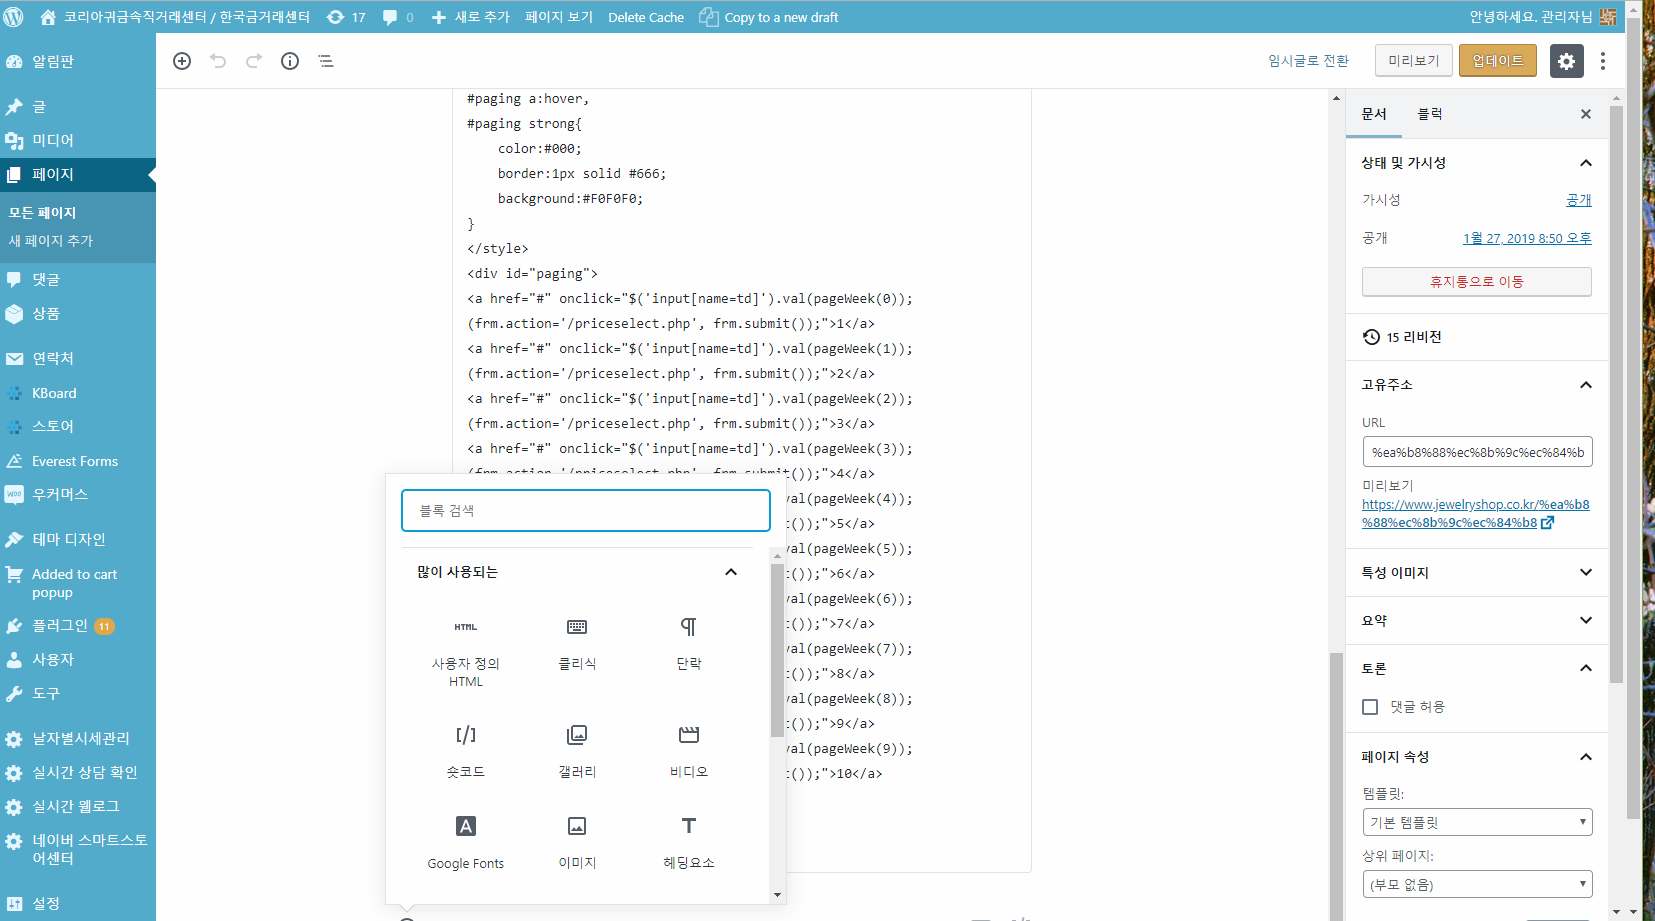 코리아귀금속직거래센터 / 한국금거래센터 17 0 새로 추가 페이지 보기 Delete Cache Copy to a new draft 안녕하세요. 관리자님
알림판
글
미디어
페이지
모든 페이지
새 페이지 추가
댓글
상품
연락처
KBoard
스토어
Everest Forms
우커머스
테마 디자인
Added to cart
popup
플러그인 11
사용자
도구
날자별시세관리
실시간 상담 확인
실시간 웰로그
네이버 스마트스토
어센터
설정
임시글로 전환 미리보기 업데이트
#paging a:hover,
#paging strong{
color:#000;
border:1px solid #666;
background:#F0F0F0;
}
</style>
<div id="paging">
<a href="#" onclick="$('input[name=td]').val(pageWeek(0));
(frm.action='/priceselect.php', frm.submit());">1</a>
<a href="#" onclick="$('input[name=td]').val(pageWeek(1));
(frm.action='/priceselect.php', frm.submit());">2</a>
<a href="#" onclick="$('input[name=td]').val(pageWeek(2));
(frm.action='/priceselect.php', frm.submit());">3</a>
<a href="#" onclick="$('input[name=td]').val(pageWeek(3));
(frm.action='/priceselect.php', frm.submit());">4</a>
val(pageWeek(4));
t());">5</a>
val(pageWeek(5));
t());">6</a>
val(pageWeek(6));
t());">7</a>
val(pageWeek(7));
t());">8</a>
val(pageWeek(8));
t());">9</a>
val(pageWeek(9));
t());">10</a>
블록 검색
많이 사용되는
HTML
사용자 정의
HTML
클리식
단락
[/]
숏코드
갤러리
비디오
A
Google Fonts
이미지
T
헤딩요소
문서 블럭
상태 및 가시성
가시성 공개
공개 1월 27, 2019 8:50 오후
휴지통으로 이동
15 리비전
고유주소
URL
%ea%b8%88%ec%8b%9c%ec%84%b
미리보기
https://www.jewelryshop.co.kr/%ea%b8
%88%ec%8b%9c%ec%84%b8
특성 이미지
요약
토론
댓글 허용
페이지 속성
템플릿:
기본 템플릿
상위 페이지:
(부모 없음)